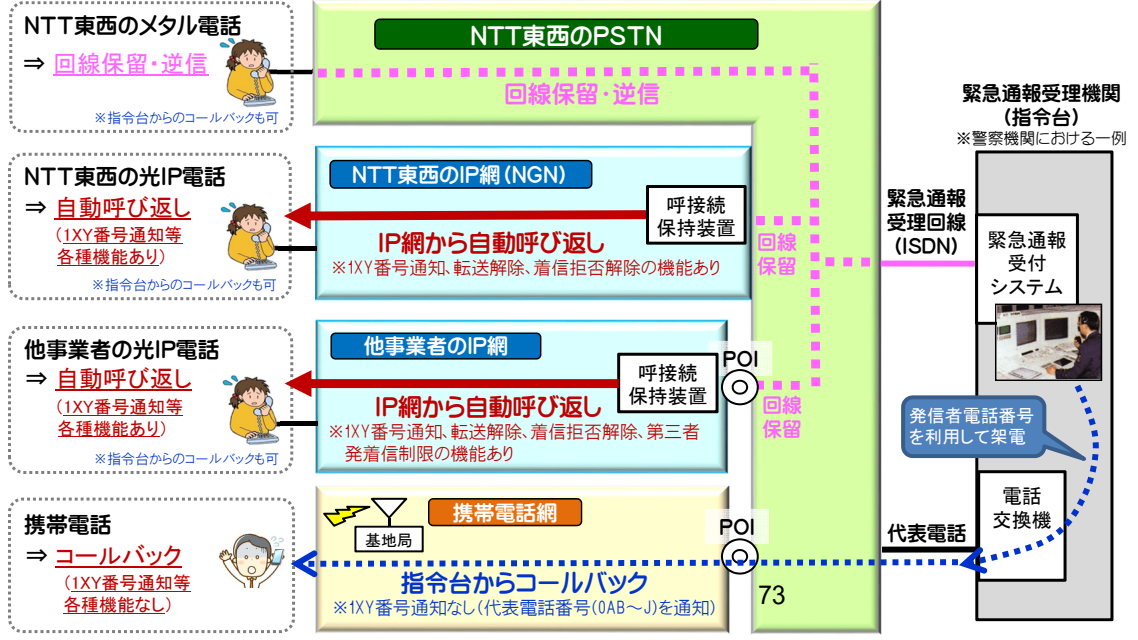 NTT東西のメタル電話
⇒ 回線保留・逆信
※指令台からのコールバックも可
NTT東西のPSTN
回線保留・逆信
緊急通報受理機関
(指令台)
※警察機関における一例
NTT東西の光IP電話
⇒ 自動呼び返し
(1XY番号通知等
各種機能あり)
※指令台からのコールバックも可
NTT東西のIP網(NGN)
呼接続
保持装置
IP網から自動呼び返し
※1XY番号通知、転送解除、着信拒否解除の機能あり
回線
保留
緊急通報
受理回線
(ISDN)
緊急通報
受付
システム
他事業者の光IP電話
⇒ 自動呼び返し
(1XY番号通知等
各種機能あり)
※指令台からのコールバックも可
他事業者のIP網
呼接続
保持装置
POI
IP網から自動呼び返し
※1XY番号通知、転送解除、着信拒否解除、第三者
発着信制限の機能あり
回線
保留
発信者電話番号
を利用して架電
携帯電話
⇒ コールバック
(1XY番号通知等
各種機能なし)
基地局
携帯電話網
POI
指令台からコールバック
※1XY番号通知なし(代表電話番号(0AB～J)を通知)
代表電話
電話
交換機
73